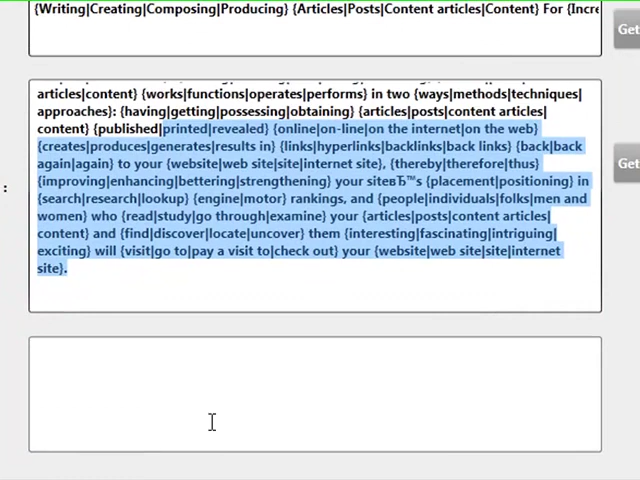 {Writing|Creating|Composing|Producing} {Articles|Posts|Content articles|Content} For {Incre
Get
articles|content} {works|functions|operates|performs} in two {ways|methods|techniques|
approaches}: {having|getting|possessing|obtaining} {articles|posts|content articles|
content} {published|printed|revealed} {online|on-line|on the internet|on the web}
{creates|produces|generates|results in} {links|hyperlinks|backlinks|back links} {back|back
again|again} to your {website|web site|site|internet site}, {thereby|therefore|thus}
Get
{improving|enhancing|bettering|strengthening} your siteвЂ™s {placement|positioning} in
:
{search|research|lookup} {engine|motor} rankings, and {people|individuals|folks|men and
women} who {read|study|go through|examine} your {articles|posts|content articles|
content} and {find|discover|locate|uncover} them {interesting|fascinating|intriguing|
exciting} will {visit|go to|pay a visit to|check out} your {website|web site|site|internet
site}.